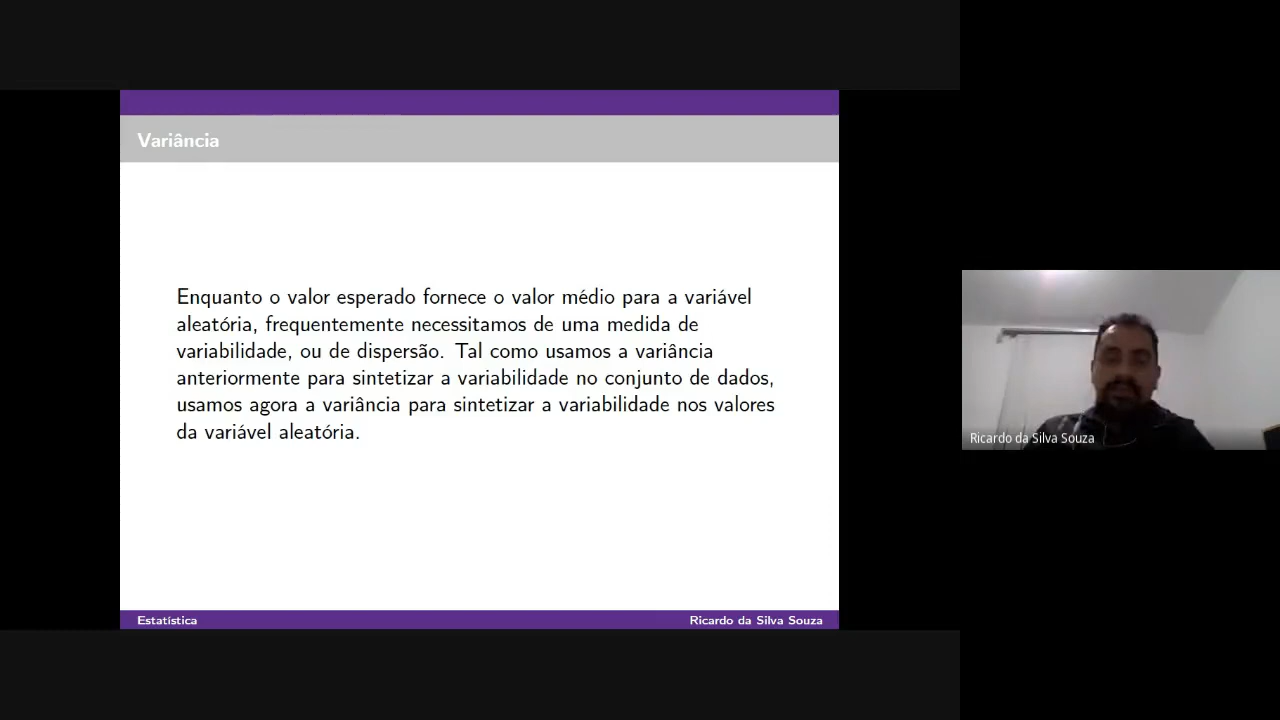 Variância
Enquanto o valor esperado fornece o valor médio para a variável
aleatória, frequentemente necessitamos de uma medida de
variabilidade, ou de dispersão. Tal como usamos a variância
anteriormente para sintetizar a variabilidade no conjunto de dados,
usamos agora a variância para sintetizar a variabilidade nos valores
da variável aleatória.
Estatística
Ricardo da Silva Souza
Ricardo da Silva Souza